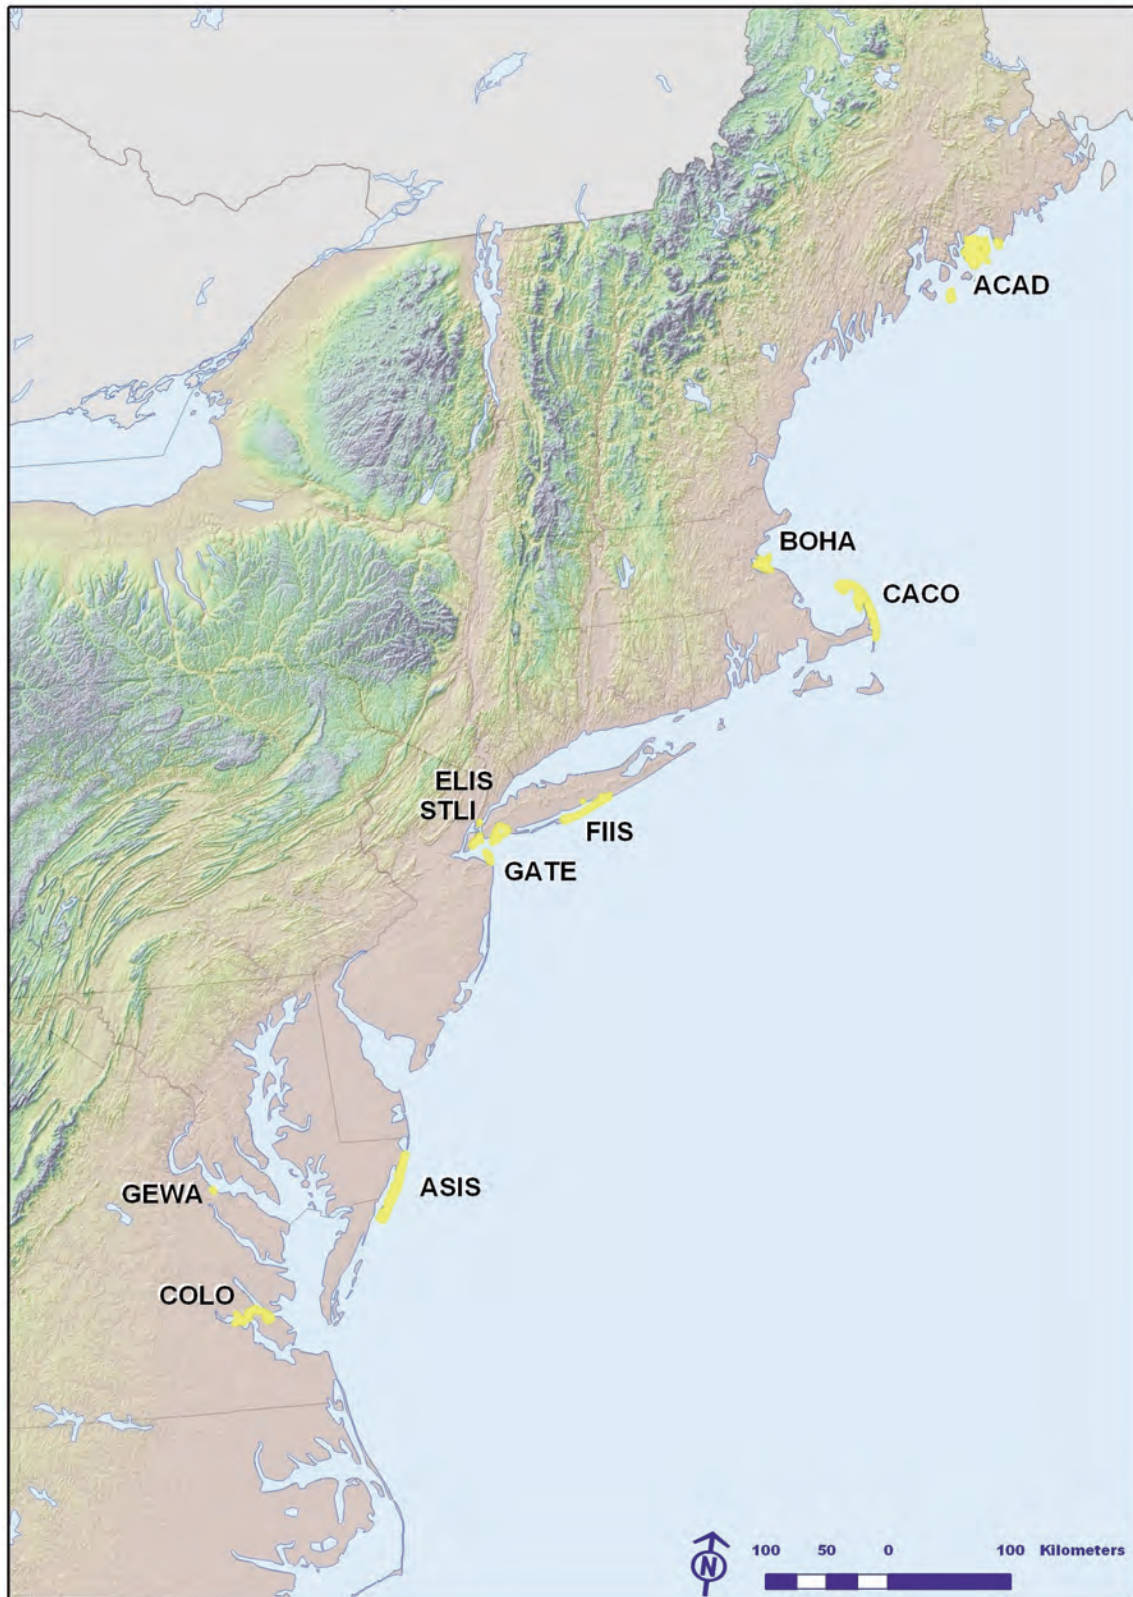 ACAD
BOHA
CACO
ELIS
STLI
FIIS
GATE
GEWA
ASIS
COLO
N
100 50 0 100 Kilometers